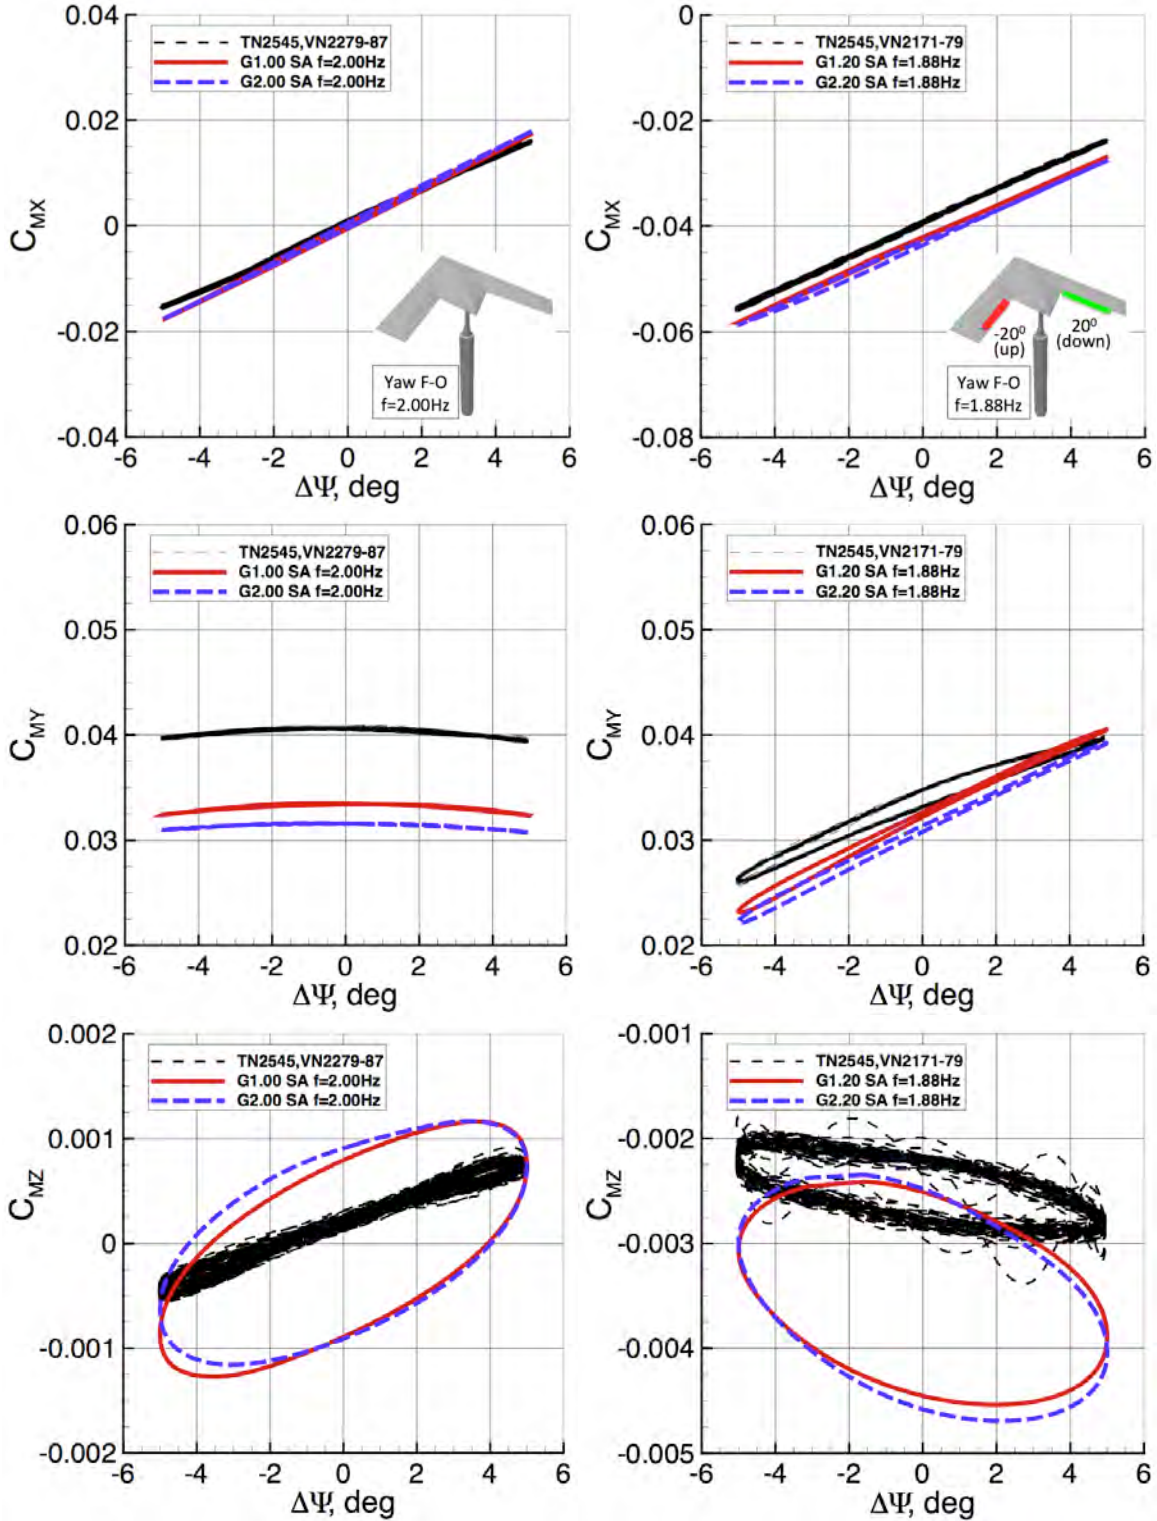 0.04
TN2545,VN2279-87
G1.00 SA f=2.00Hz
G2.00 SA f=2.00Hz
0.02
C_MX
0
-0.02
Yaw F-O
f=2.00Hz
-0.04
-6 -4 -2 0 2 4 6
ΔΨ, deg
0
TN2545,VN2171-79
G1.20 SA f=1.88Hz
G2.20 SA f=1.88Hz
-0.02
C_MX
-0.04
-20⁰
(up)
20⁰
(down)
-0.06
Yaw F-O
f=1.88Hz
-0.08
-6 -4 -2 0 2 4 6
ΔΨ, deg
0.06
TN2545,VN2279-87
G1.00 SA f=2.00Hz
G2.00 SA f=2.00Hz
0.05
C_MY
0.04
0.03
0.02
-6 -4 -2 0 2 4 6
ΔΨ, deg
0.06
TN2545,VN2171-79
G1.20 SA f=1.88Hz
G2.20 SA f=1.88Hz
0.05
C_MY
0.04
0.03
0.02
-6 -4 -2 0 2 4 6
ΔΨ, deg
0.002
TN2545,VN2279-87
G1.00 SA f=2.00Hz
G2.00 SA f=2.00Hz
0.001
C_MZ
0
-0.001
-0.002
-6 -4 -2 0 2 4 6
ΔΨ, deg
-0.001
TN2545,VN2171-79
G1.20 SA f=1.88Hz
G2.20 SA f=1.88Hz
-0.002
C_MZ
-0.003
-0.004
-0.005
-6 -4 -2 0 2 4 6
ΔΨ, deg